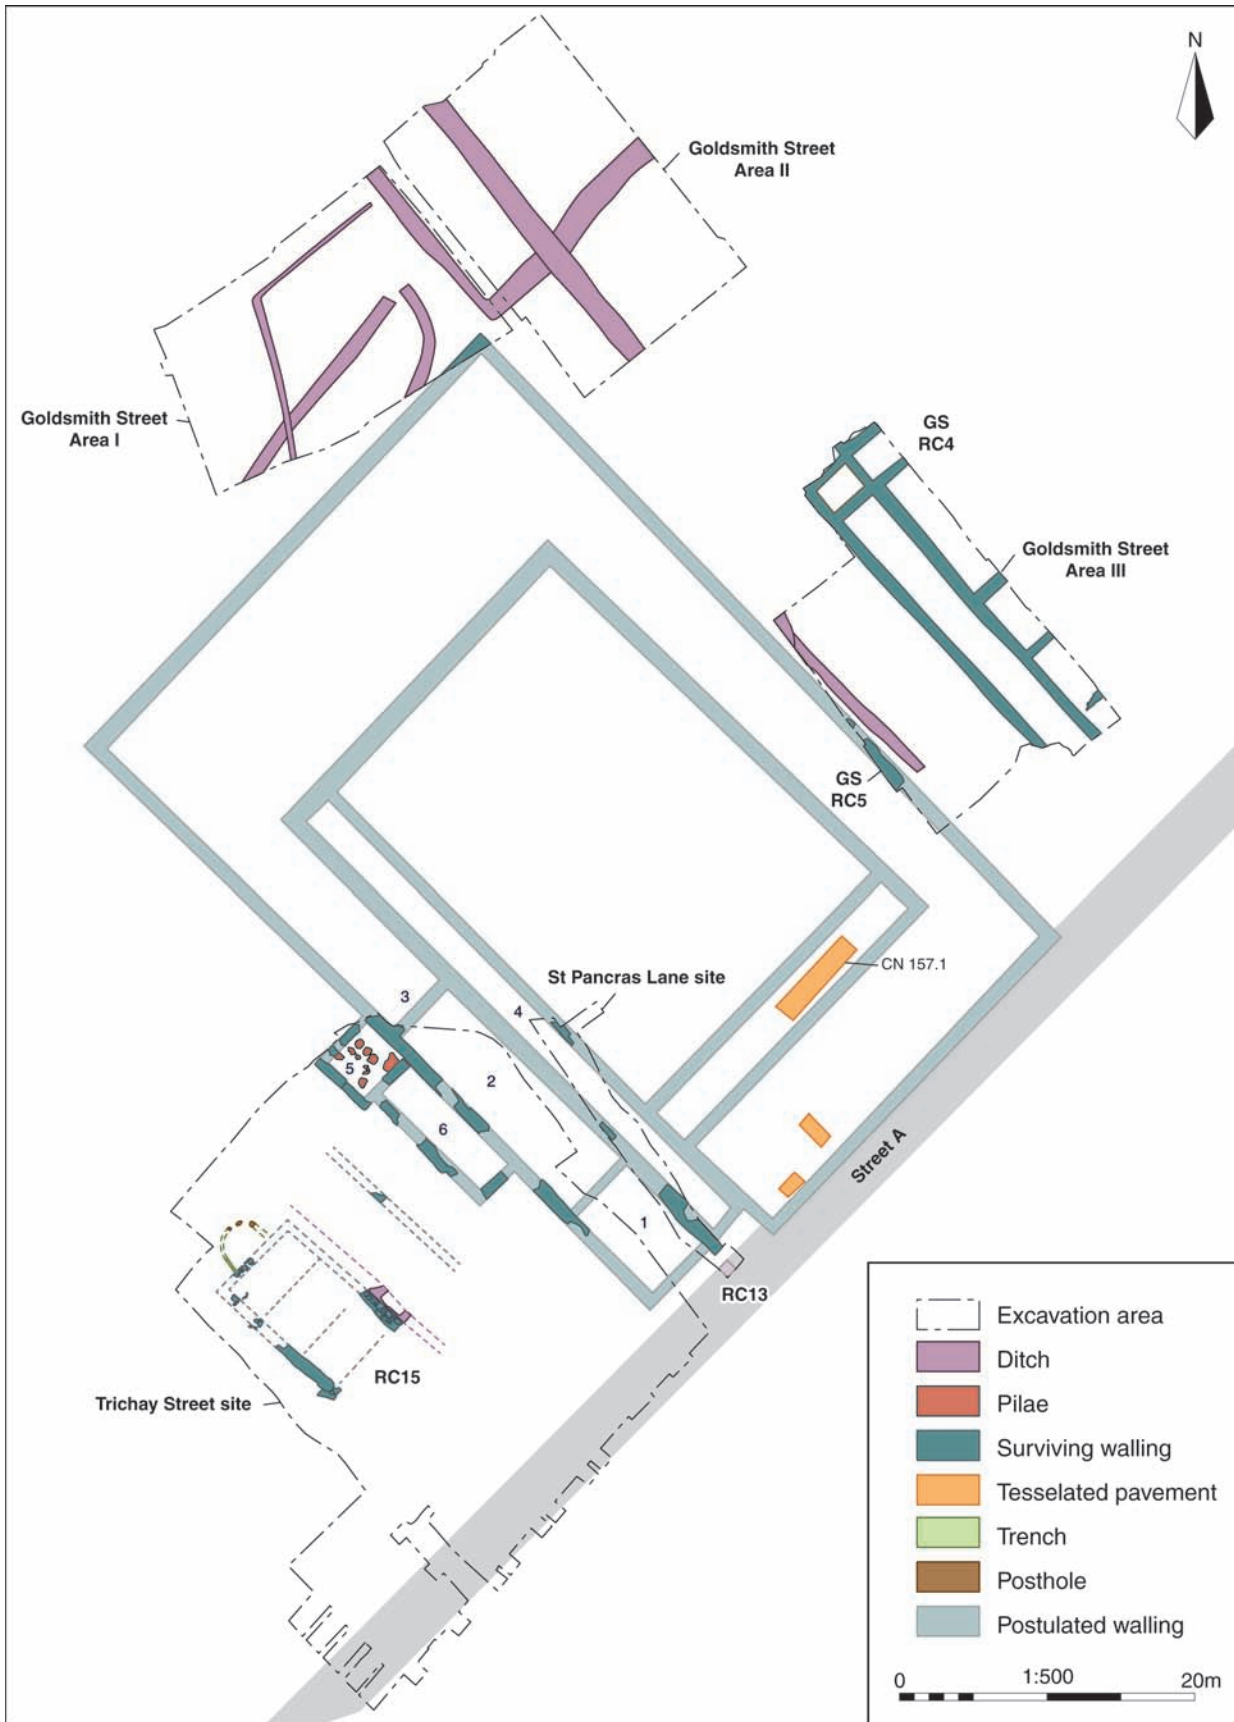 N
Goldsmith Street
Area II
Goldsmith Street
Area I
GS
RC4
Goldsmith Street
Area III
GS
RC5
CN 157.1
St Pancras Lane site
3
4
2
5
6
1
Street A
RC13
RC15
Trichay Street site
Excavation area
Ditch
Pilae
Surviving walling
Tesselated pavement
Trench
Posthole
Postulated walling
0 1:500 20m